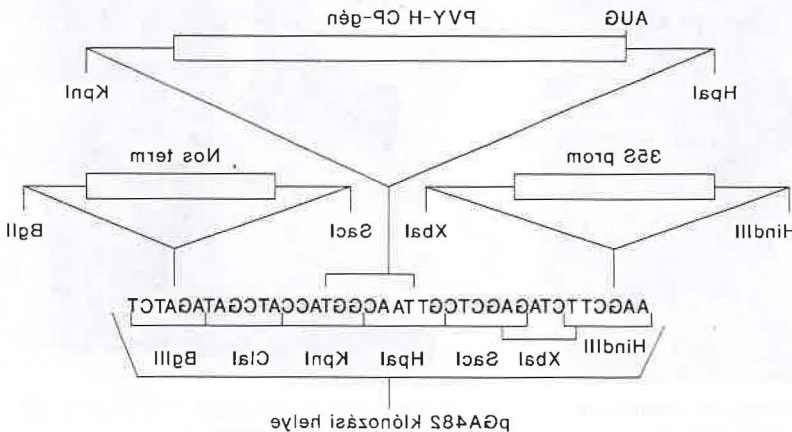 AUG PVY-H CP-gén
HpaI KpnI
35S prom Nos term
HindIII XbaI SacI BglII
AAGCTTCTAGAGCTCGTTAACGGTACCATCGATAGATCT
HindIII XbaI SacI HpaI KpnI ClaI BglII
pGA482 klónozási helye